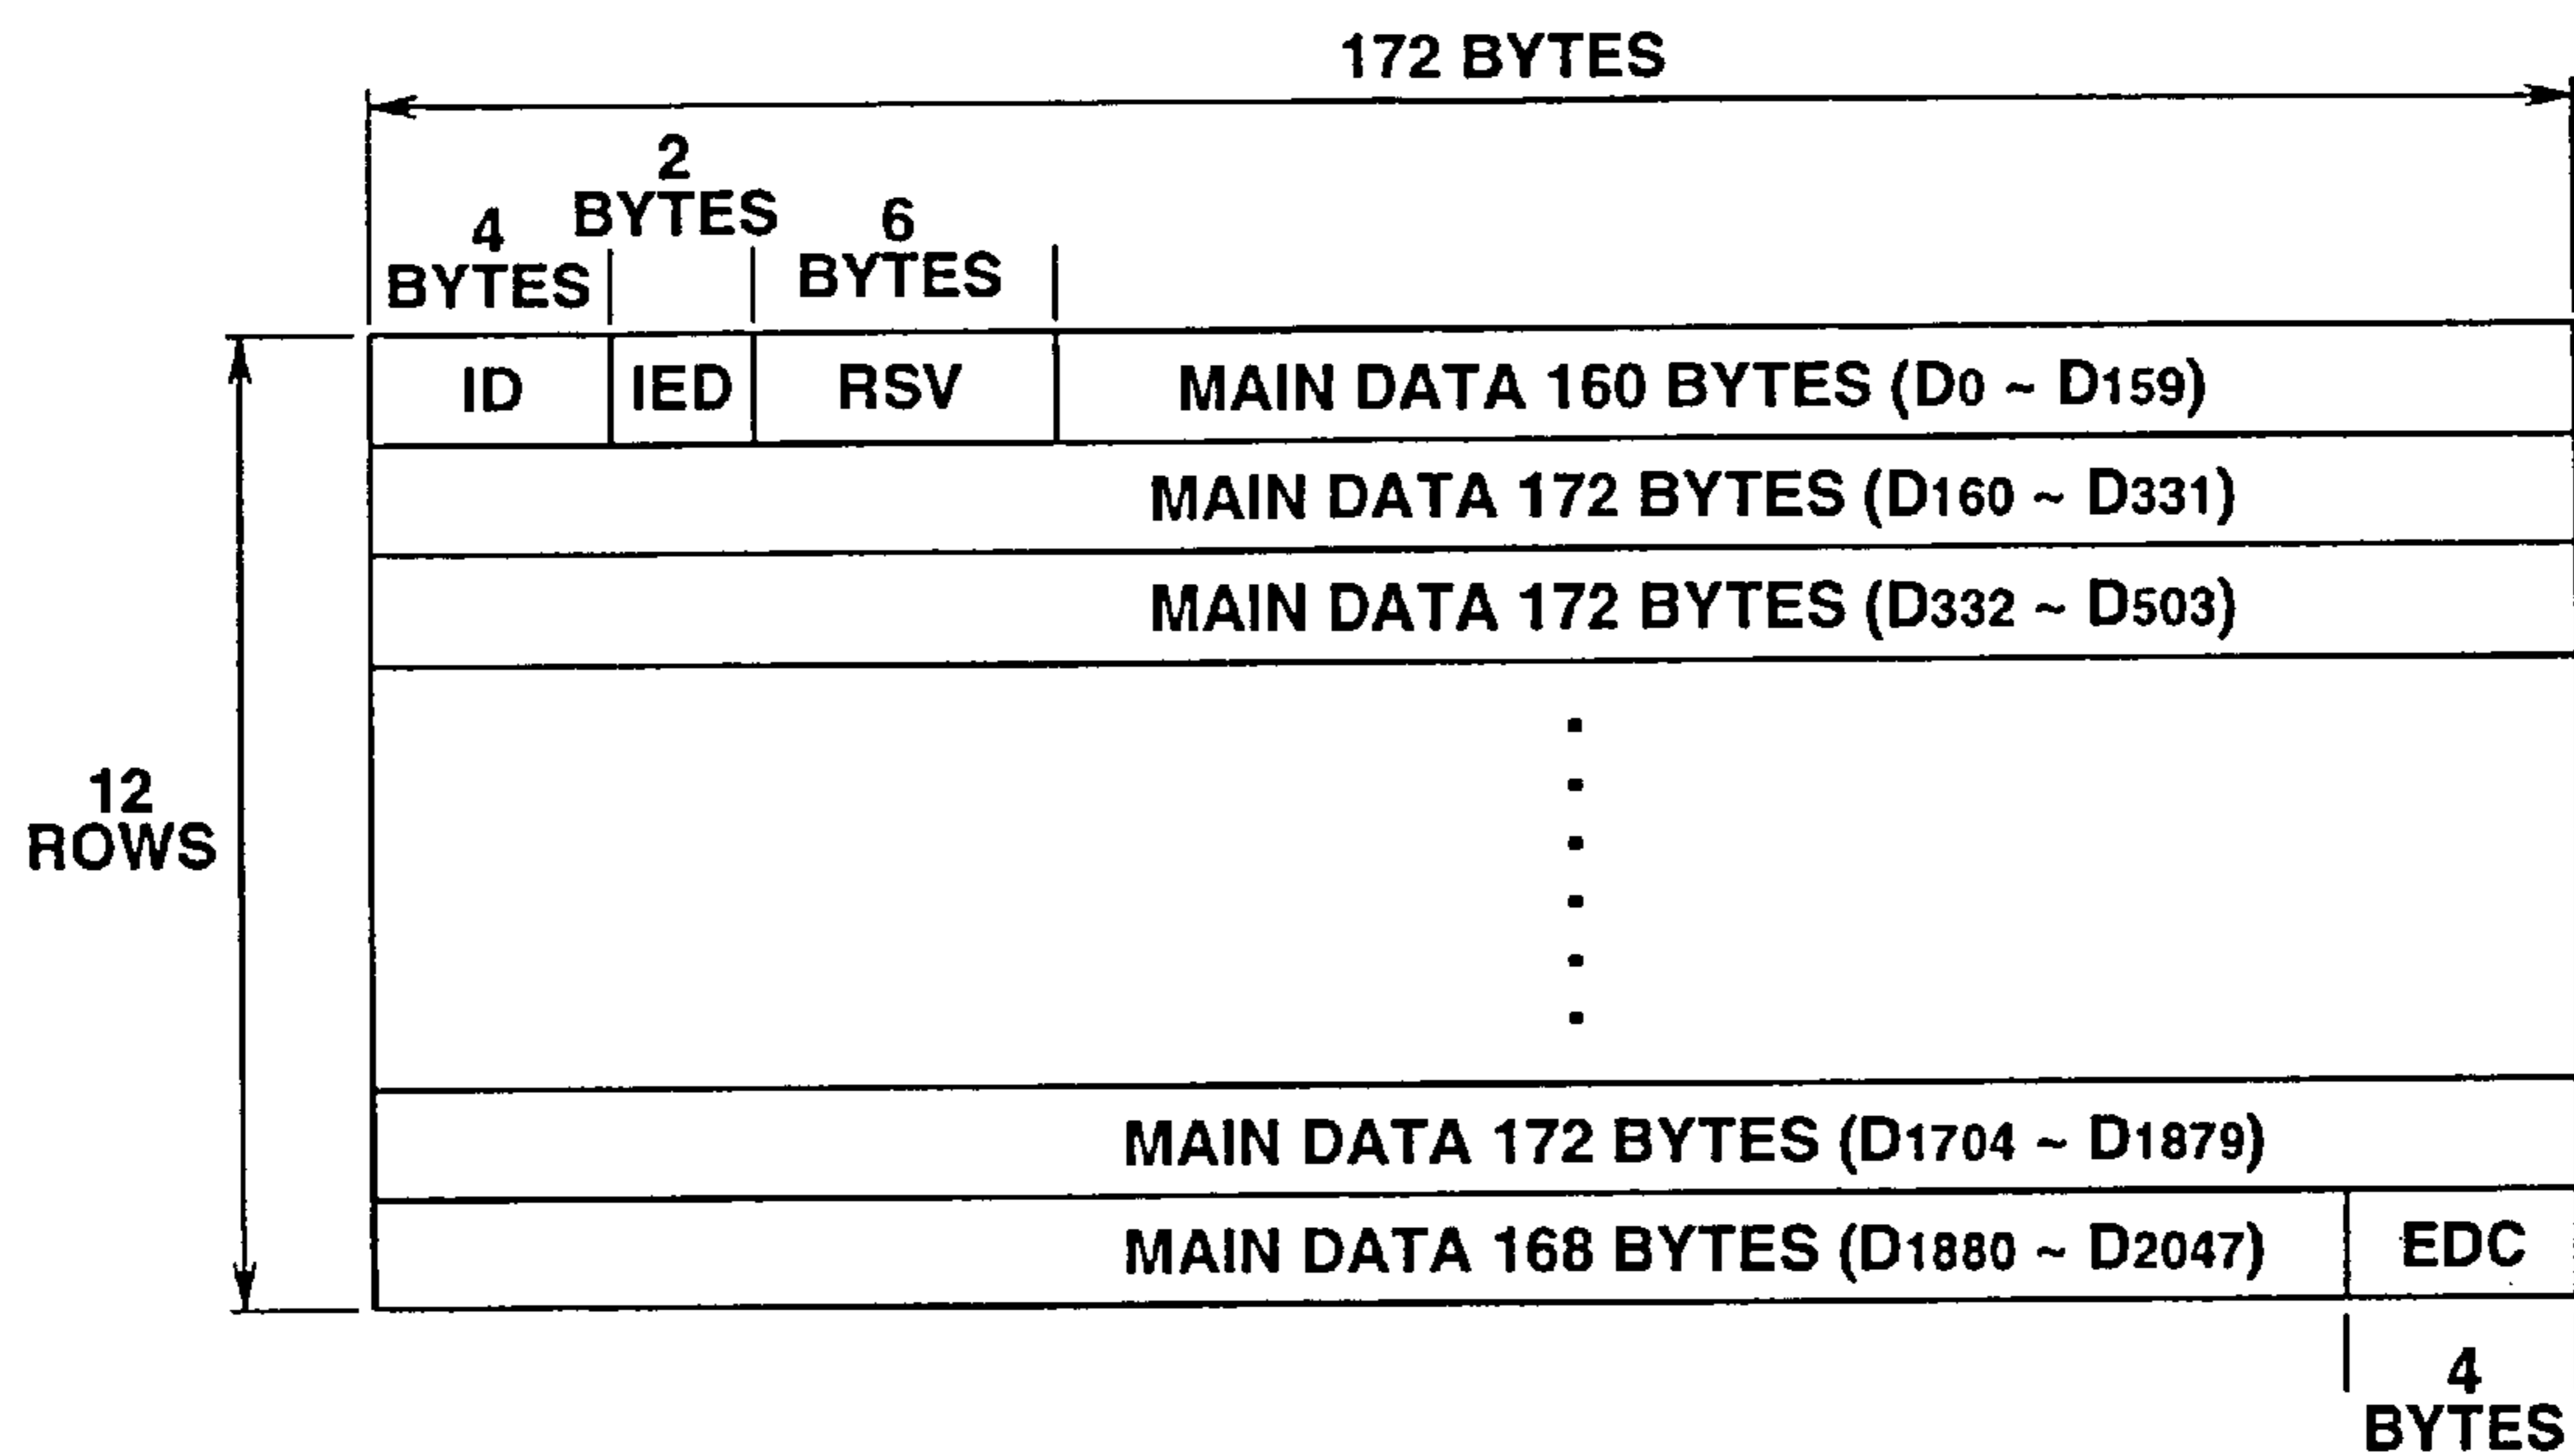 172 BYTES
2
BYTES
4
BYTES
6
BYTES
ID IED RSV MAIN DATA 160 BYTES (D0 ~ D159)
MAIN DATA 172 BYTES (D160 ~ D331)
MAIN DATA 172 BYTES (D332 ~ D503)
12
ROWS
MAIN DATA 172 BYTES (D1704 ~ D1879)
MAIN DATA 168 BYTES (D1880 ~ D2047) EDC
4
BYTES